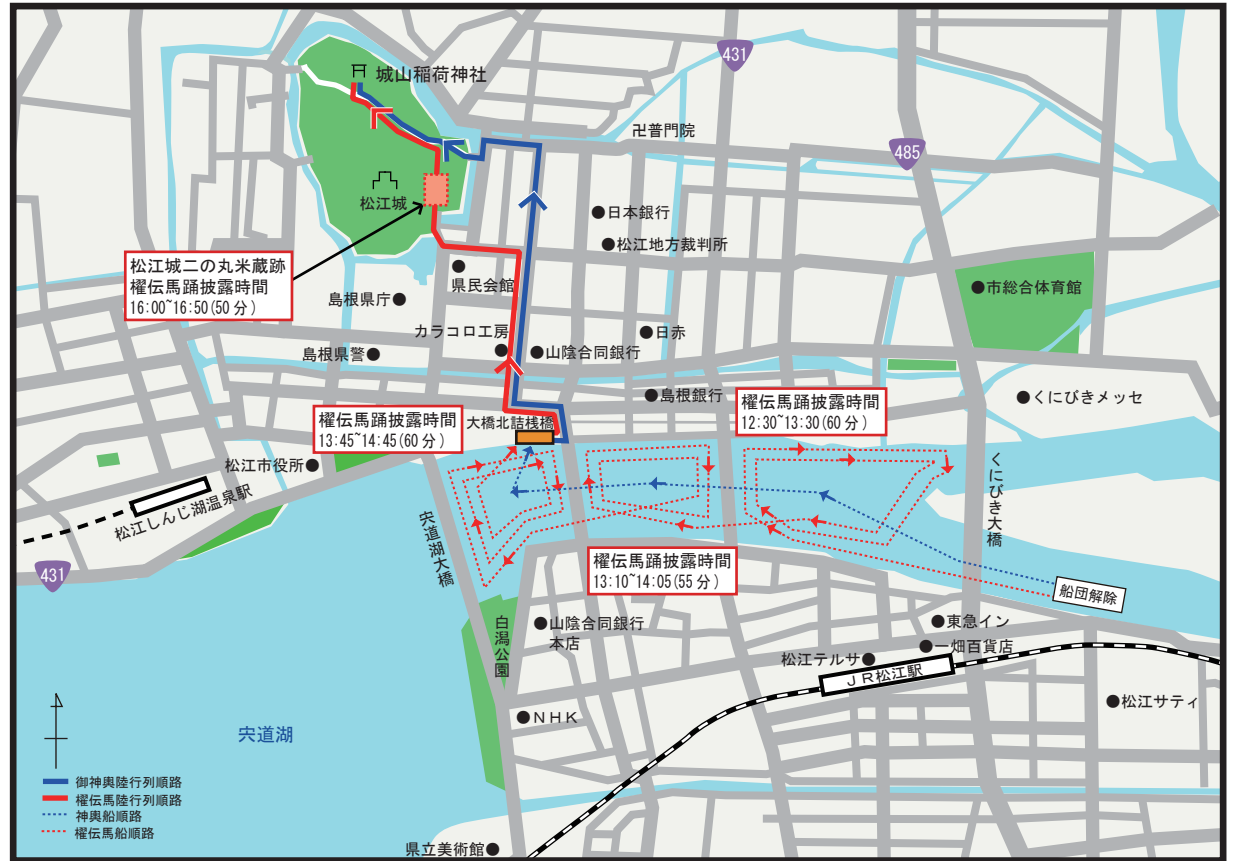 431
城山稲荷神社
卍普門院
485
松江城
日本銀行
松江地方裁判所
松江城二の丸米蔵跡
櫂伝馬踊披露時間
16:00~16:50(50分)
県民会館
島根県庁
市総合体育館
カラコロ工房
日赤
島根県警
山陰合同銀行
島根銀行
くにびきメッセ
櫂伝馬踊披露時間
13:45~14:45(60分)
大橋北詰桟橋
櫂伝馬踊披露時間
12:30~13:30(60分)
松江市役所
松江しんじ湖温泉駅
宍道湖大橋
くにびき大橋
431
櫂伝馬踊披露時間
13:10~14:05(55分)
船団解除
白潟公園
山陰合同銀行
本店
東急イン
一畑百貨店
松江テルサ
JR松江駅
松江サティ
NHK
宍道湖
御神輿陸行列順路
櫂伝馬陸行列順路
神輿船順路
櫂伝馬船順路
県立美術館